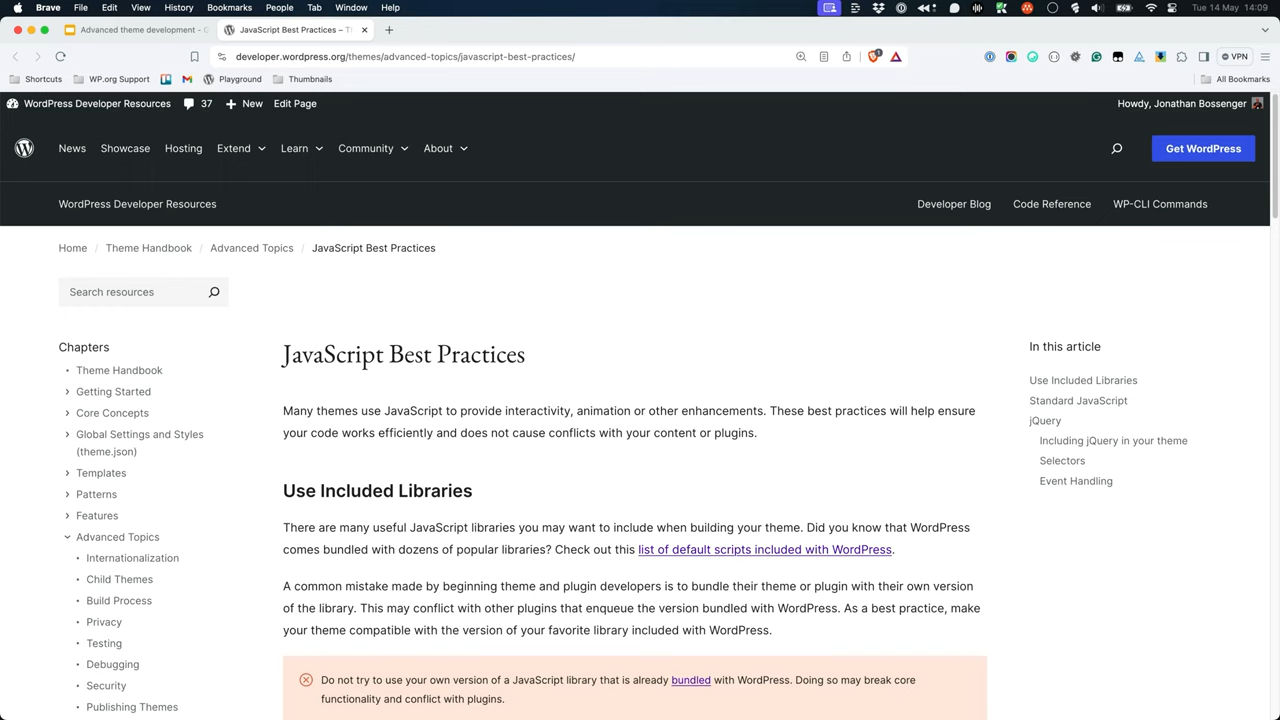 Brave File Edit View History Bookmarks People Tab Window Help Tue 14 May 14:09
Advanced theme development - G JavaScript Best Practices – T
developer.wordpress.org/themes/advanced-topics/javascript-best-practices/ 1 VPN
Shortcuts WP.org Support Playground Thumbnails All Bookmarks
WordPress Developer Resources 37 New Edit Page Howdy, Jonathan Bossenger
News Showcase Hosting Extend Learn Community About Get WordPress
WordPress Developer Resources Developer Blog Code Reference WP-CLI Commands
Home / Theme Handbook / Advanced Topics / JavaScript Best Practices
Search resources
Chapters
Theme Handbook
Getting Started
Core Concepts
Global Settings and Styles
(theme.json)
Templates
Patterns
Features
Advanced Topics
Internationalization
Child Themes
Build Process
Privacy
Testing
Debugging
Security
Publishing Themes
JavaScript Best Practices
Many themes use JavaScript to provide interactivity, animation or other enhancements. These best practices will help ensure
your code works efficiently and does not cause conflicts with your content or plugins.
Use Included Libraries
There are many useful JavaScript libraries you may want to include when building your theme. Did you know that WordPress
comes bundled with dozens of popular libraries? Check out this list of default scripts included with WordPress.
A common mistake made by beginning theme and plugin developers is to bundle their theme or plugin with their own version
of the library. This may conflict with other plugins that enqueue the version bundled with WordPress. As a best practice, make
your theme compatible with the version of your favorite library included with WordPress.
Do not try to use your own version of a JavaScript library that is already bundled with WordPress. Doing so may break core
functionality and conflict with plugins.
In this article
Use Included Libraries
Standard JavaScript
jQuery
Including jQuery in your theme
Selectors
Event Handling